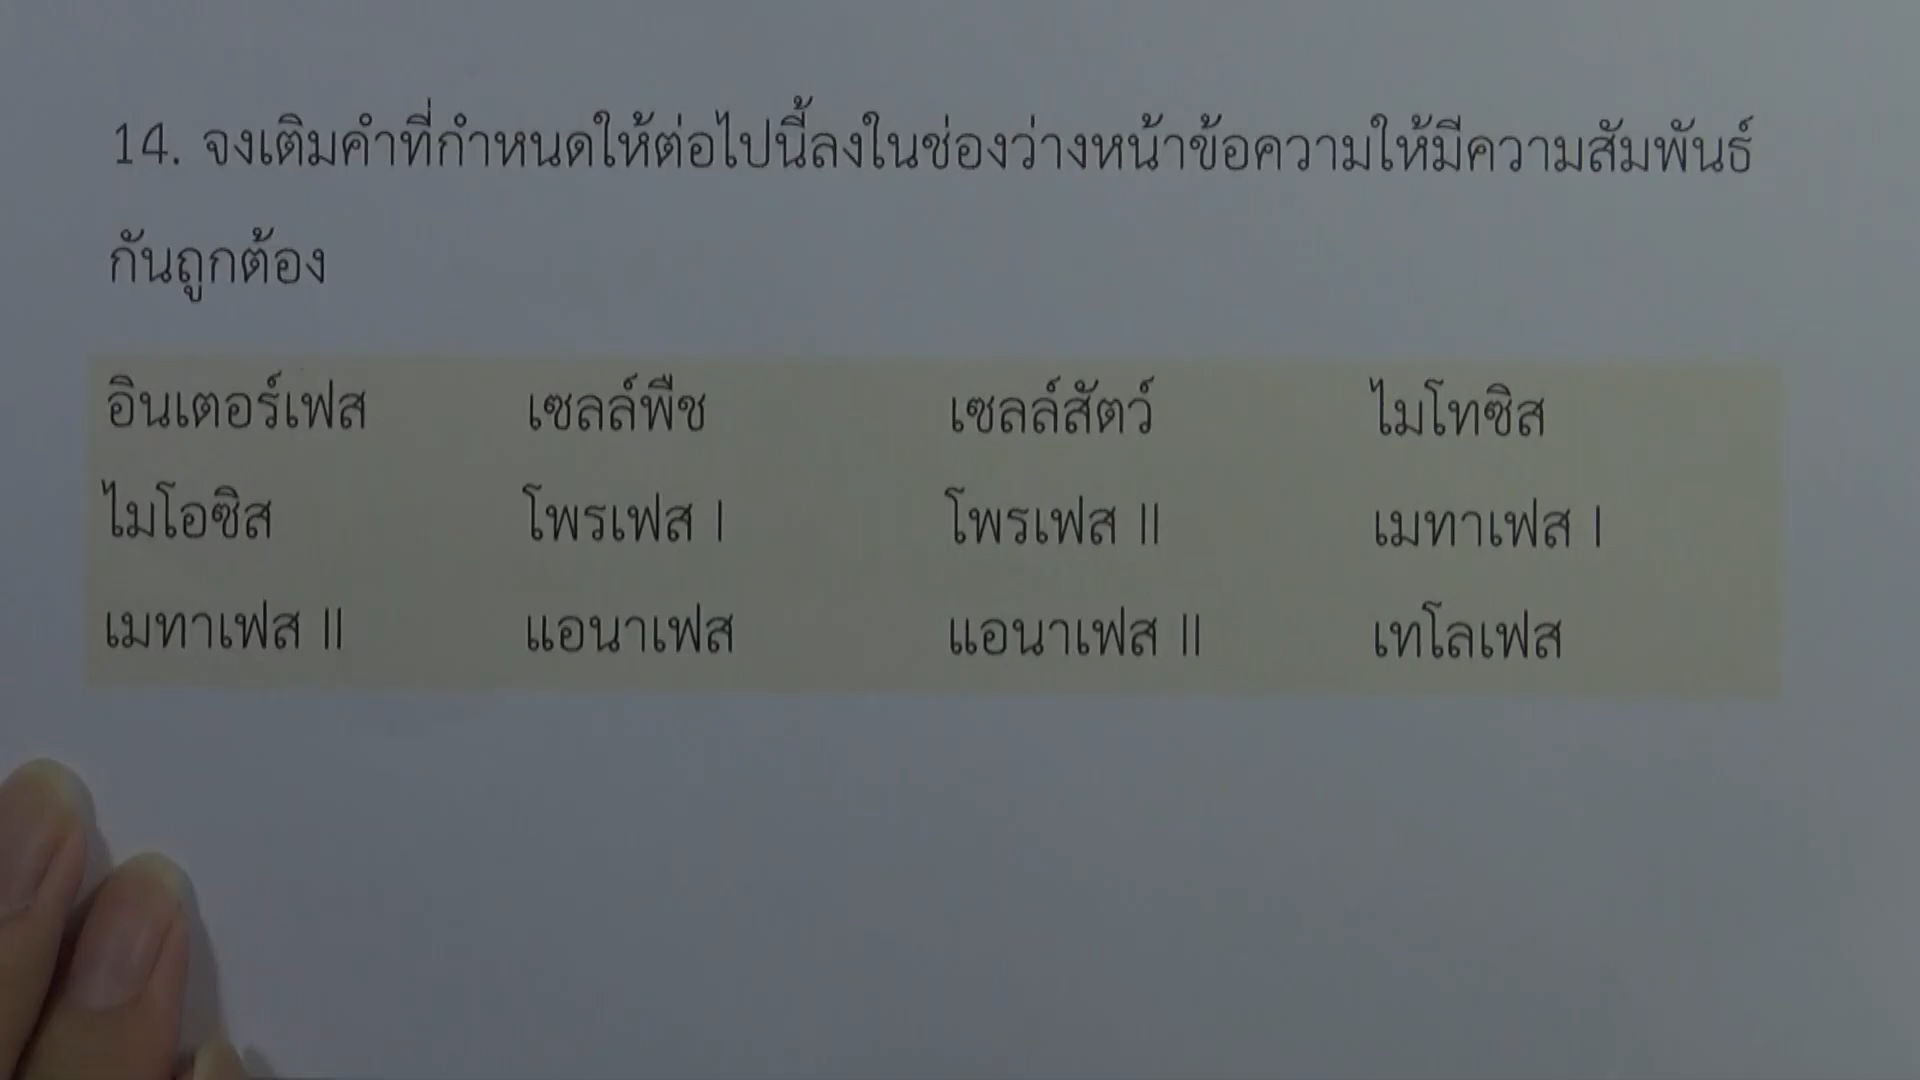 14. จงเติมคำที่กำหนดให้ต่อไปนี้ลงในช่องว่างหน้าข้อความให้มีความสัมพันธ์
กันถูกต้อง
อินเตอร์เฟส เซลล์พืช เซลล์สัตว์ ไมโทซิส
ไมโอซิส โพรเฟส I โพรเฟส II เมทาเฟส I
เมทาเฟส II แอนาเฟส แอนาเฟส II เทโลเฟส